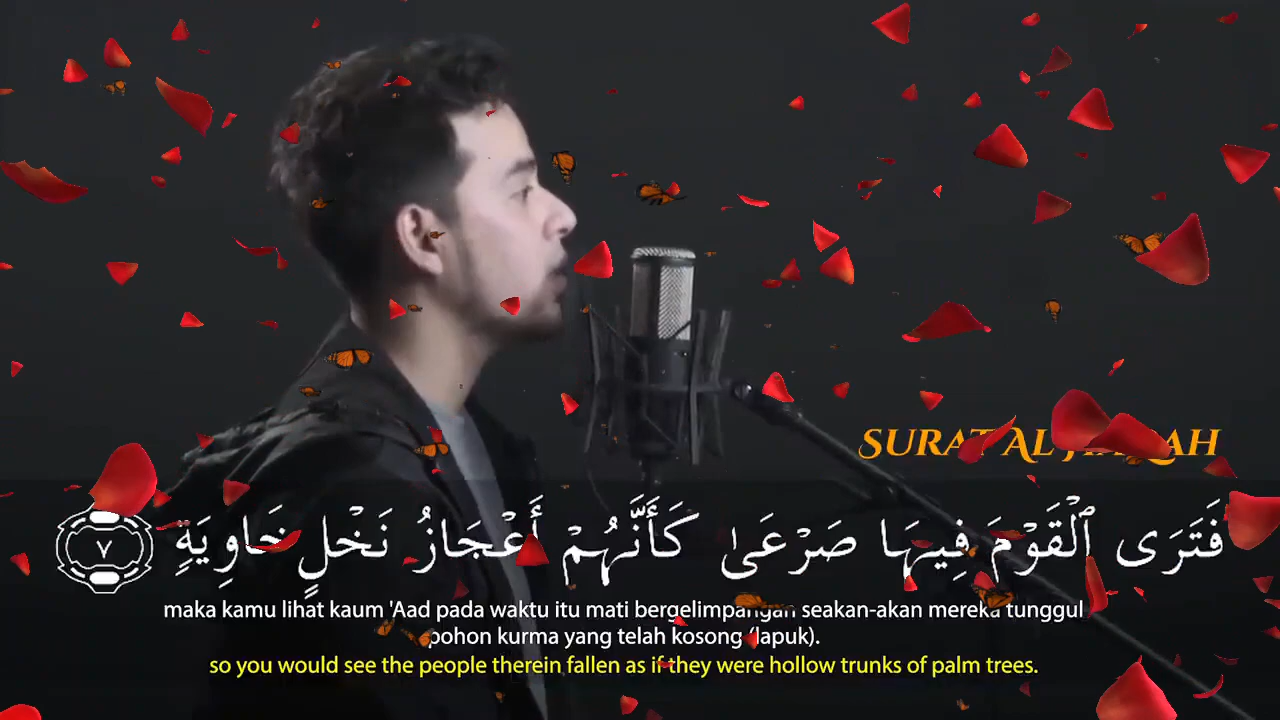 SURAT AL
فَتَرَى ٱلْقَوْمَ فِيهَا صَرْعَىٰ كَأَنَّهُمْ أَعْجَازُ نَخْلٍ خَاوِيَةٍ ٧
maka kamu lihat kaum 'Aad pada waktu itu mati bergelimpangan seakan-akan mereka tunggul
pohon kurma yang telah kosong (lapuk).
so you would see the people therein fallen as if they were hollow trunks of palm trees.